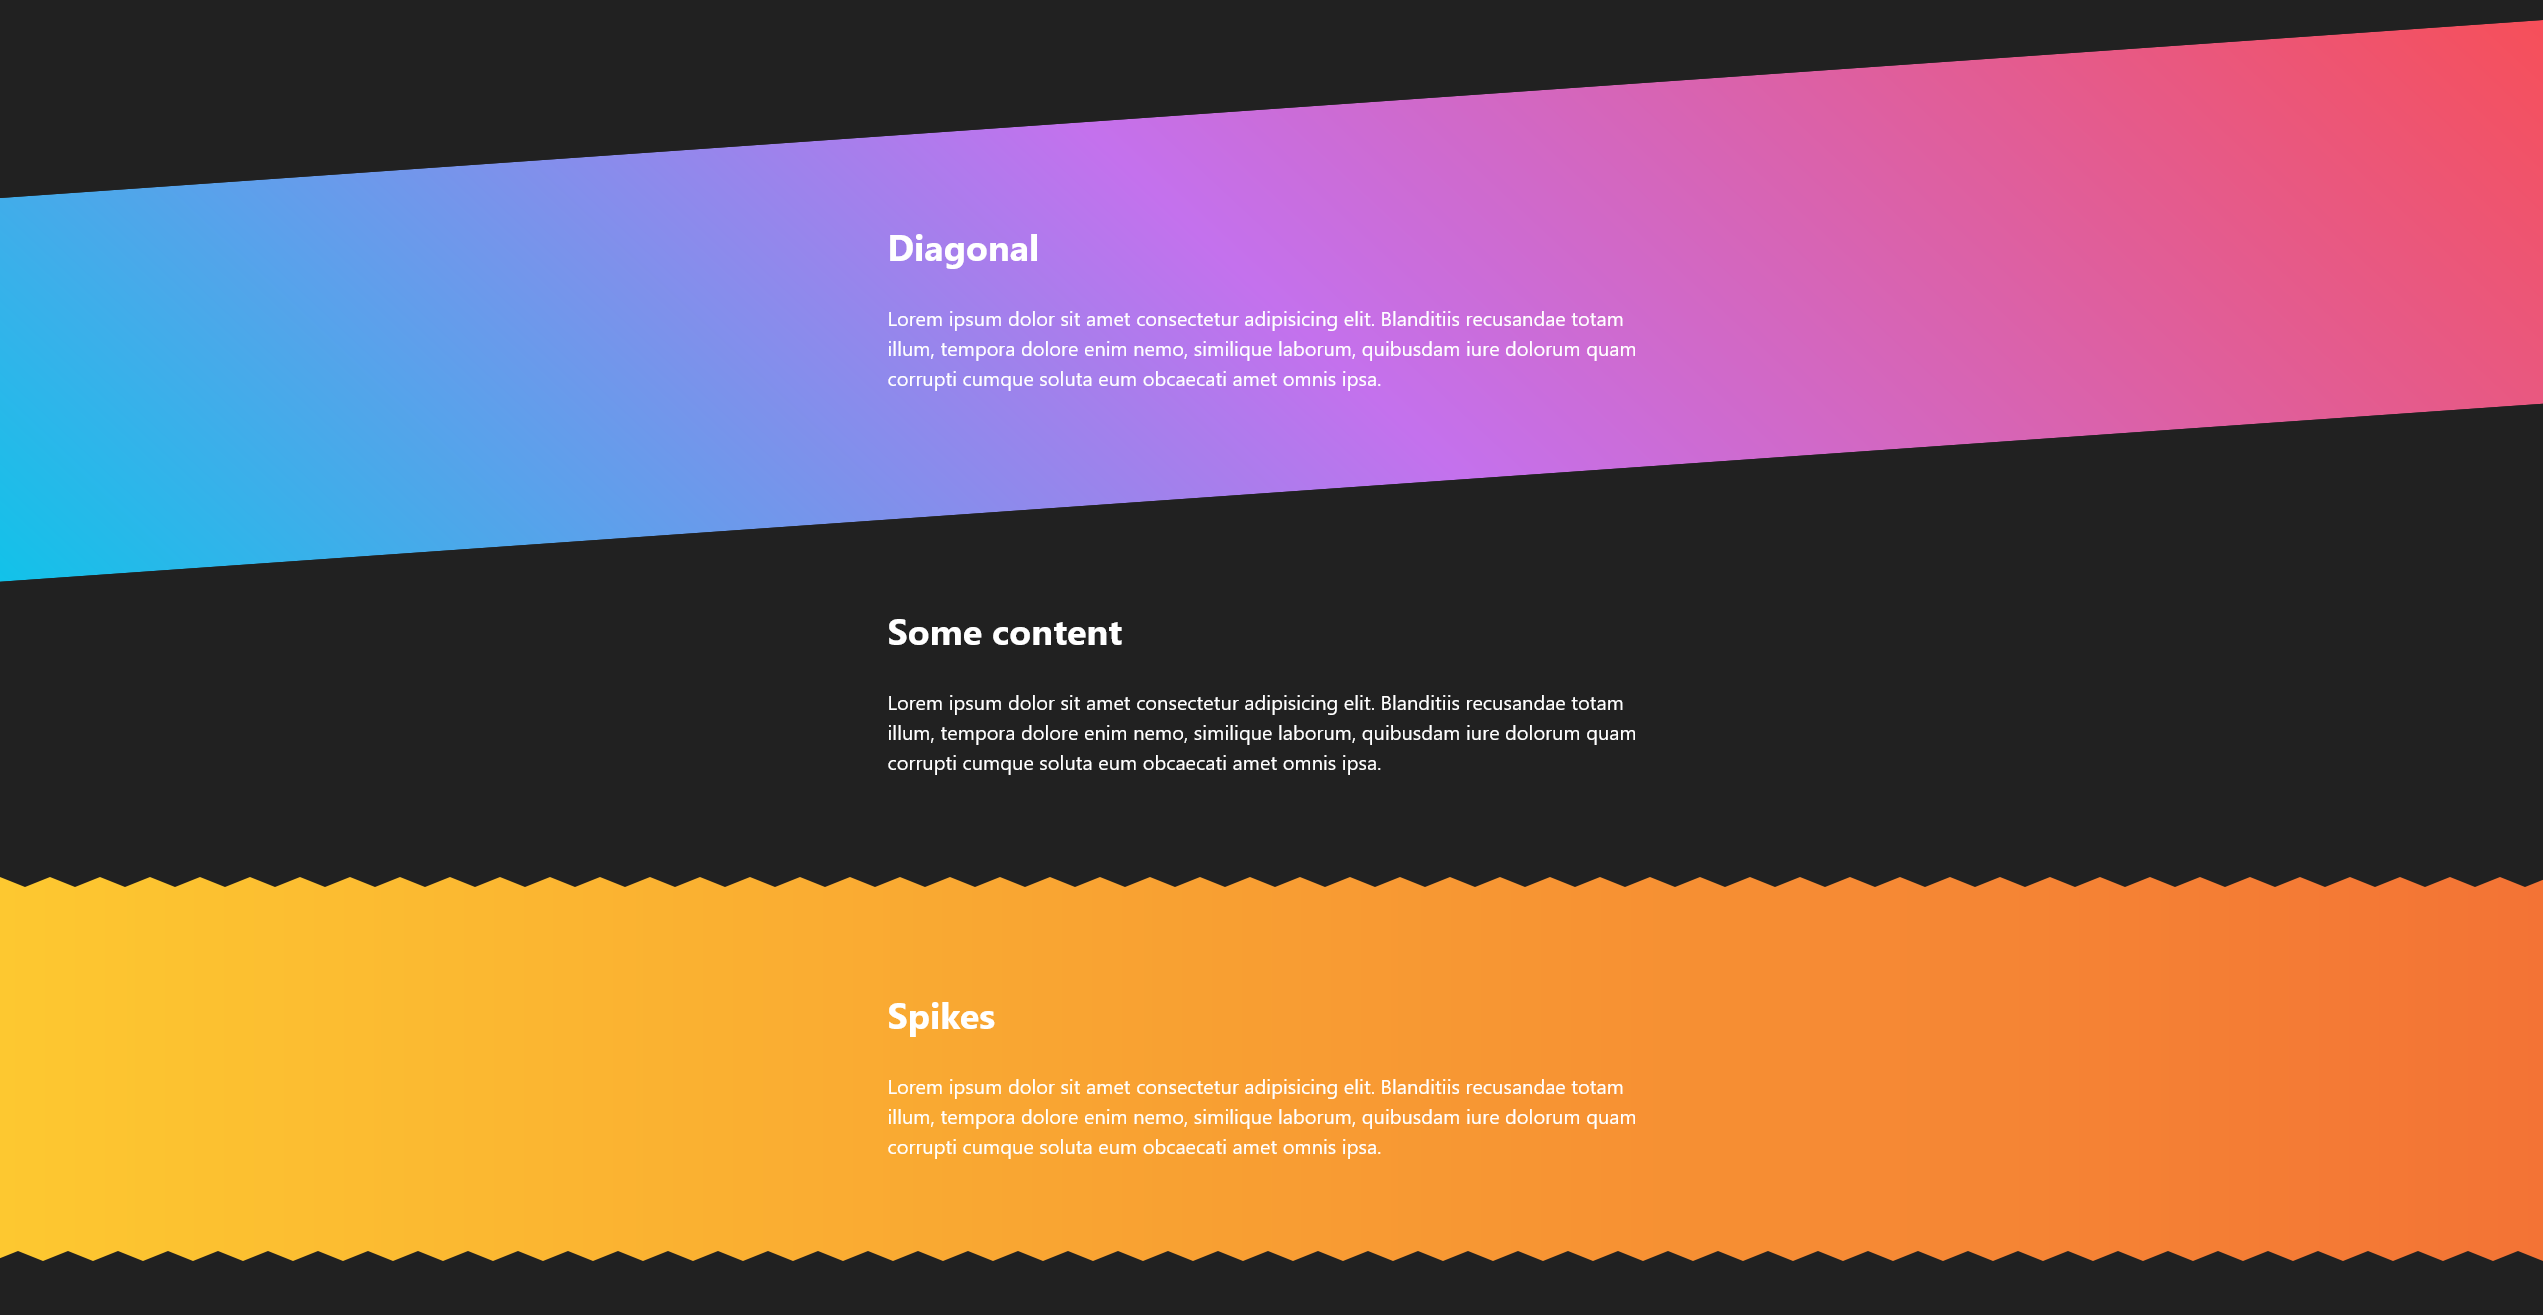 Diagonal
Lorem ipsum dolor sit amet consectetur adipisicing elit. Blanditiis recusandae totam
illum, tempora dolore enim nemo, similique laborum, quibusdam iure dolorum quam
corrupti cumque soluta eum obcaecati amet omnis ipsa.
Some content
Lorem ipsum dolor sit amet consectetur adipisicing elit. Blanditiis recusandae totam
illum, tempora dolore enim nemo, similique laborum, quibusdam iure dolorum quam
corrupti cumque soluta eum obcaecati amet omnis ipsa.
Spikes
Lorem ipsum dolor sit amet consectetur adipisicing elit. Blanditiis recusandae totam
illum, tempora dolore enim nemo, similique laborum, quibusdam iure dolorum quam
corrupti cumque soluta eum obcaecati amet omnis ipsa.